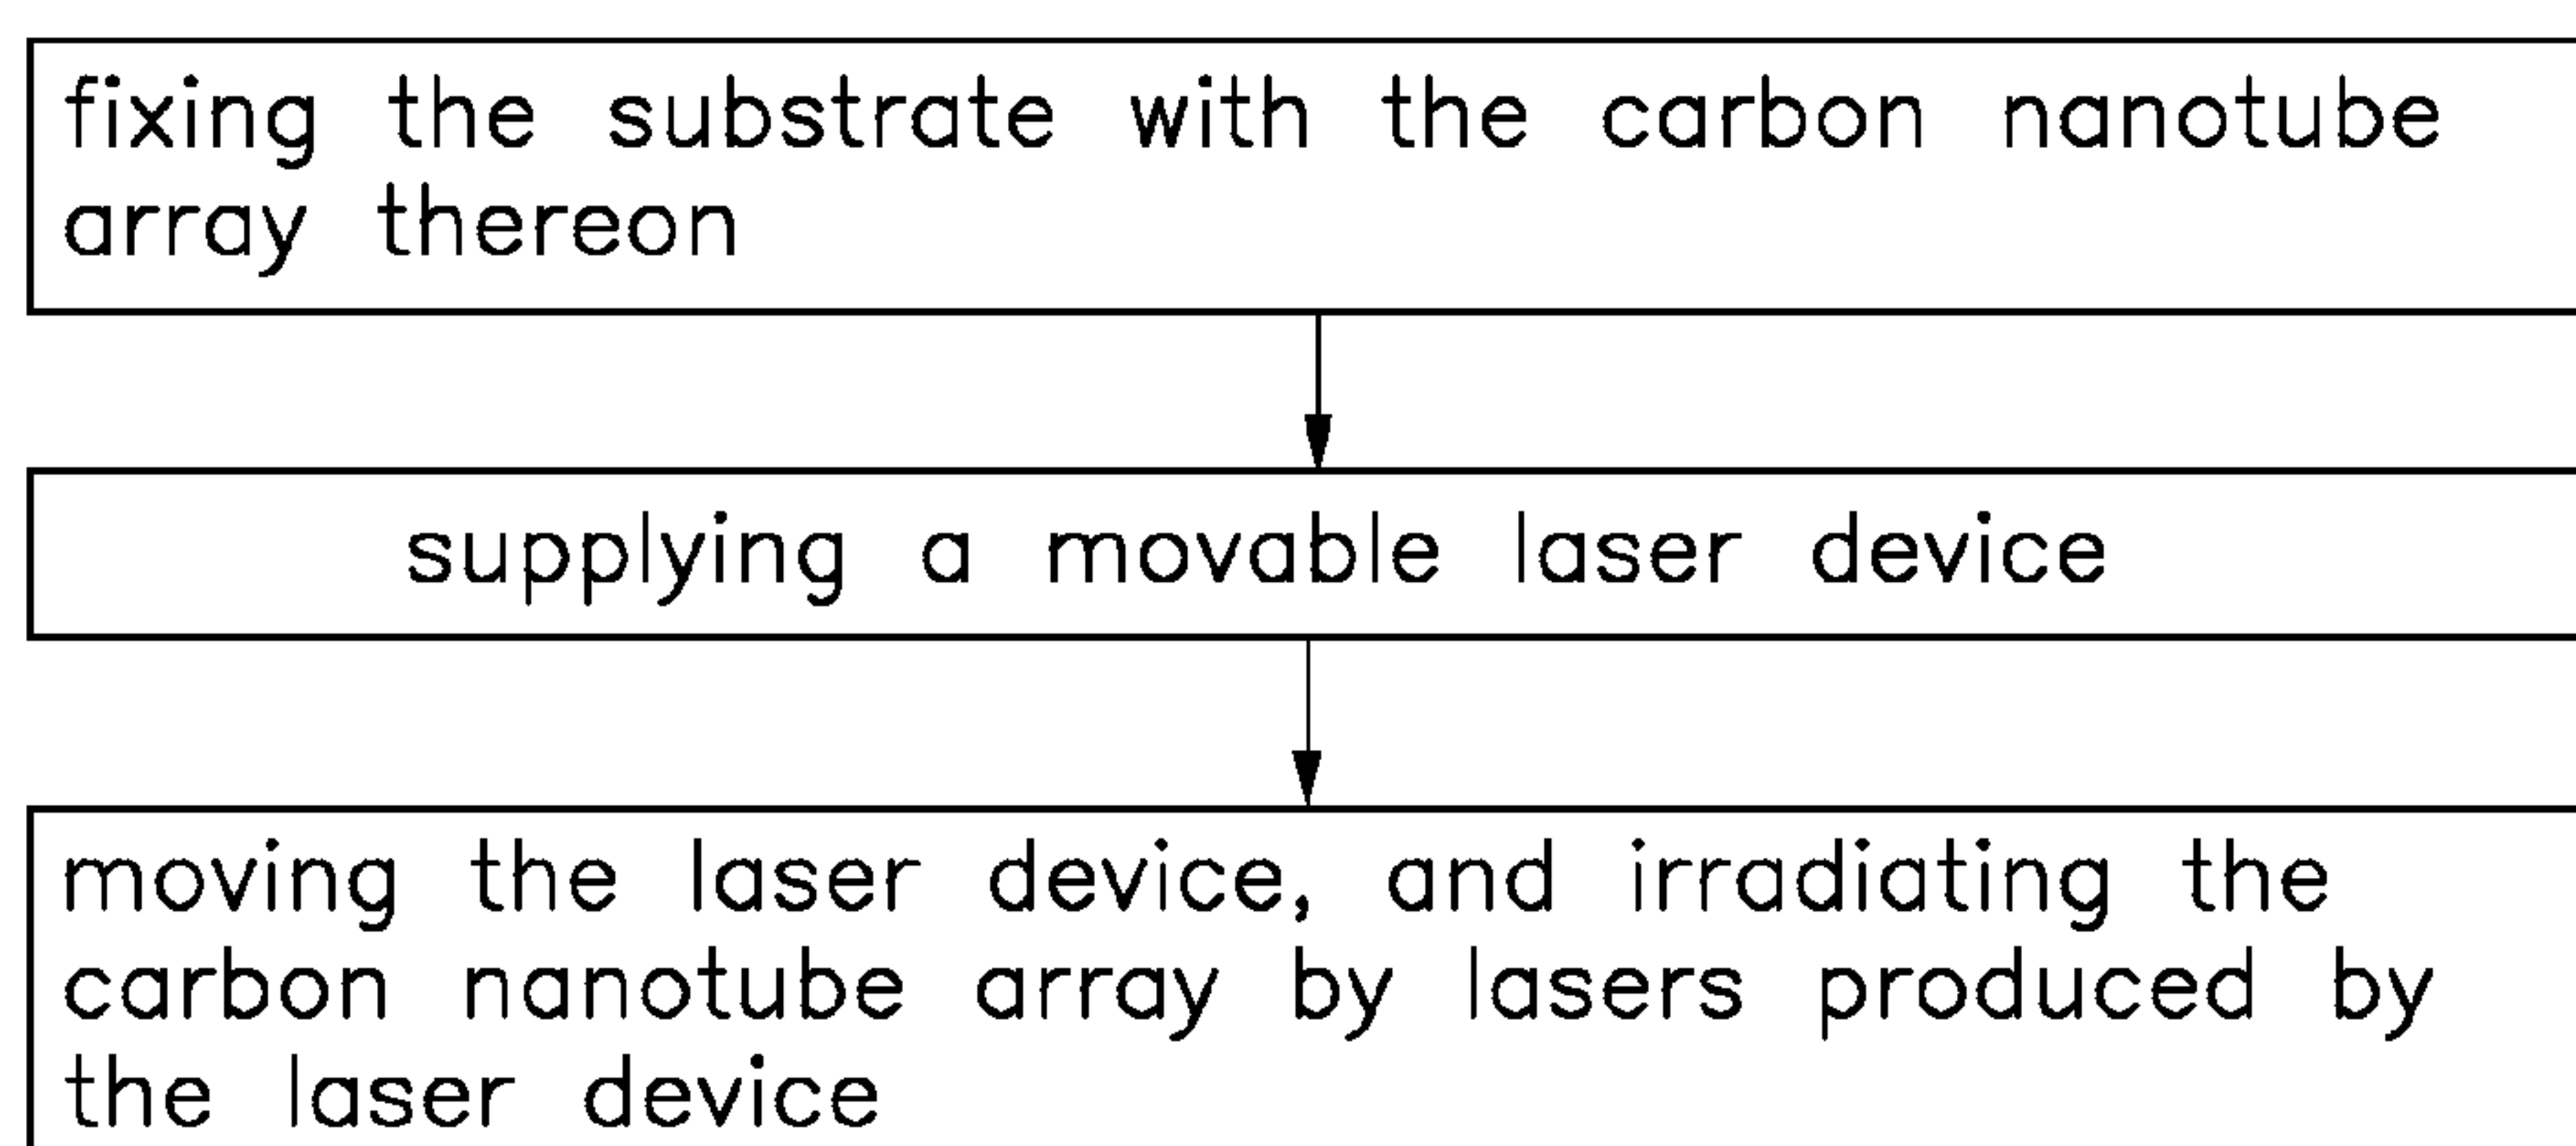 fixing the substrate with the carbon nanotube
array thereon
supplying a movable laser device
moving the laser device, and irradiating the
carbon nanotube array by lasers produced by
the laser device